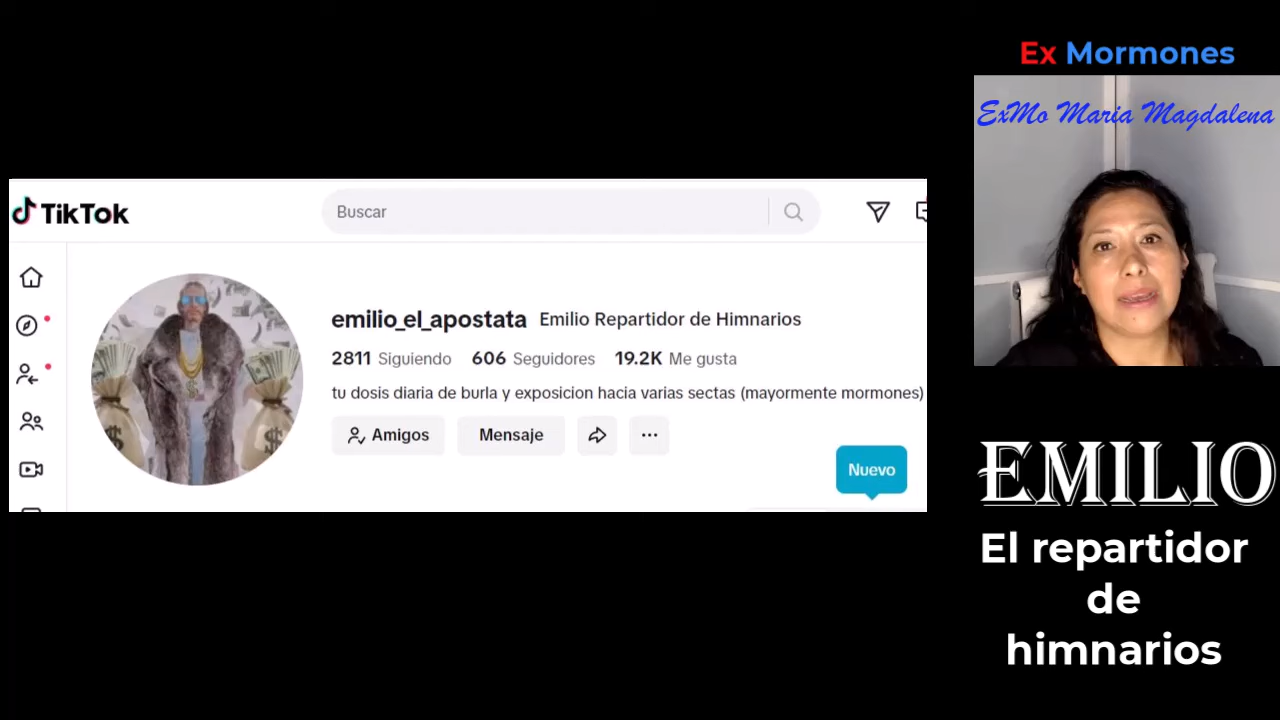 Ex Mormones
ExMo Maria Magdalena
TikTok
Buscar
emilio_el_apostata Emilio Repartidor de Himnarios
2811 Siguiendo 606 Seguidores 19.2K Me gusta
tu dosis diaria de burla y exposicion hacia varias sectas (mayormente mormones)
Amigos Mensaje
Nuevo
EMILIO
El repartidor
de
himnarios